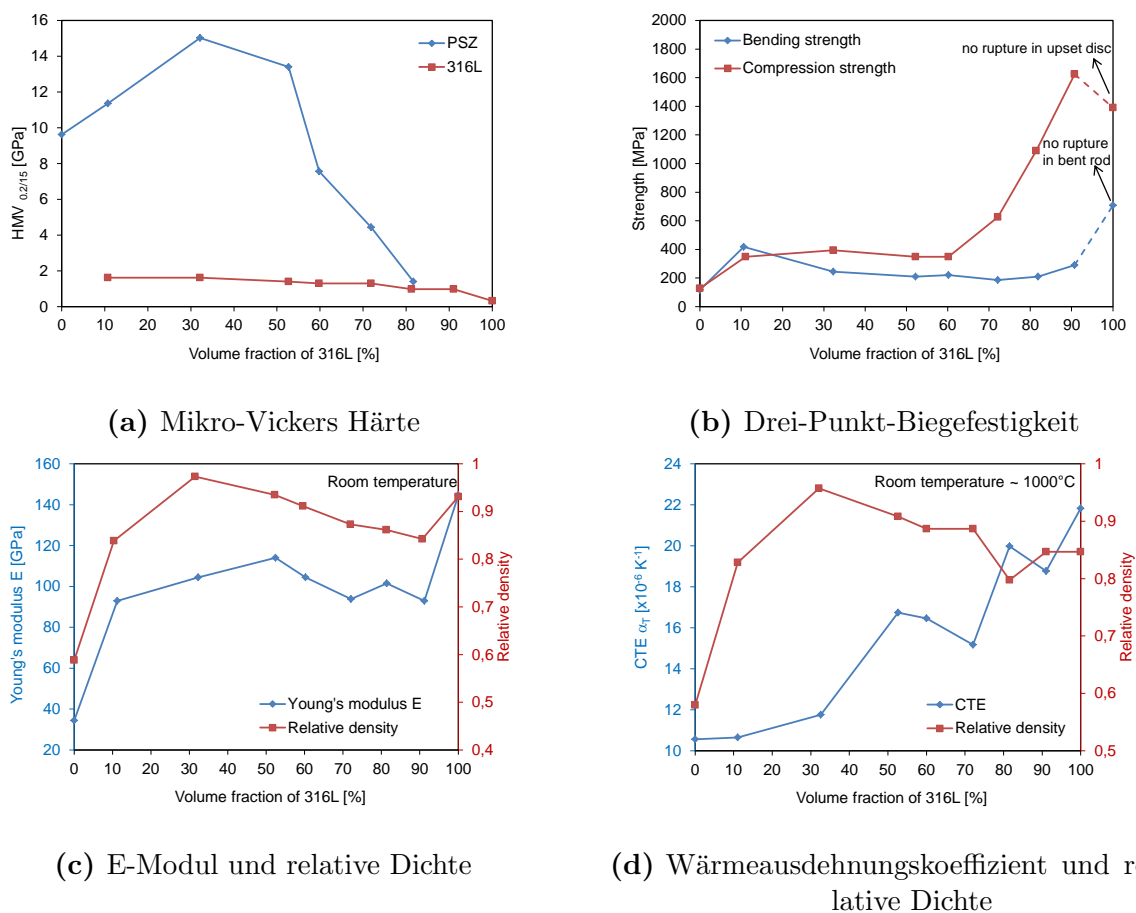 16
14
12
10
8
6
4
2
0
HMV 0.2/15 [GPa]
PSZ
316L
0 10 20 30 40 50 60 70 80 90 100
Volume fraction of 316L [%]
(a) Mikro-Vickers Härte
2000
1800
1600
1400
1200
1000
800
600
400
200
0
Strength [MPa]
Bending strength
Compression strength
no rupture in upset disc
no rupture
in bent rod
0 10 20 30 40 50 60 70 80 90 100
Volume fraction of 316L [%]
(b) Drei-Punkt-Biegefestigkeit
160
140
120
100
80
60
40
20
Young's modulus E [GPa]
Room temperature
Young's modulus E
Relative density
1
0,9
0,8
0,7
0,6
0,5
0,4
Relative density
0 10 20 30 40 50 60 70 80 90 100
Volume fraction of 316L [%]
(c) E-Modul und relative Dichte
24
22
20
18
16
14
12
10
CTE αT [x10-6 K-1]
Room temperature ~ 1000°C
CTE
Relative density
1
0,9
0,8
0,7
0,6
0,5
Relative density
0 10 20 30 40 50 60 70 80 90 100
Volume fraction of 316L [%]
(d) Wärmeausdehnungskoeffizient und re
lative Dichte